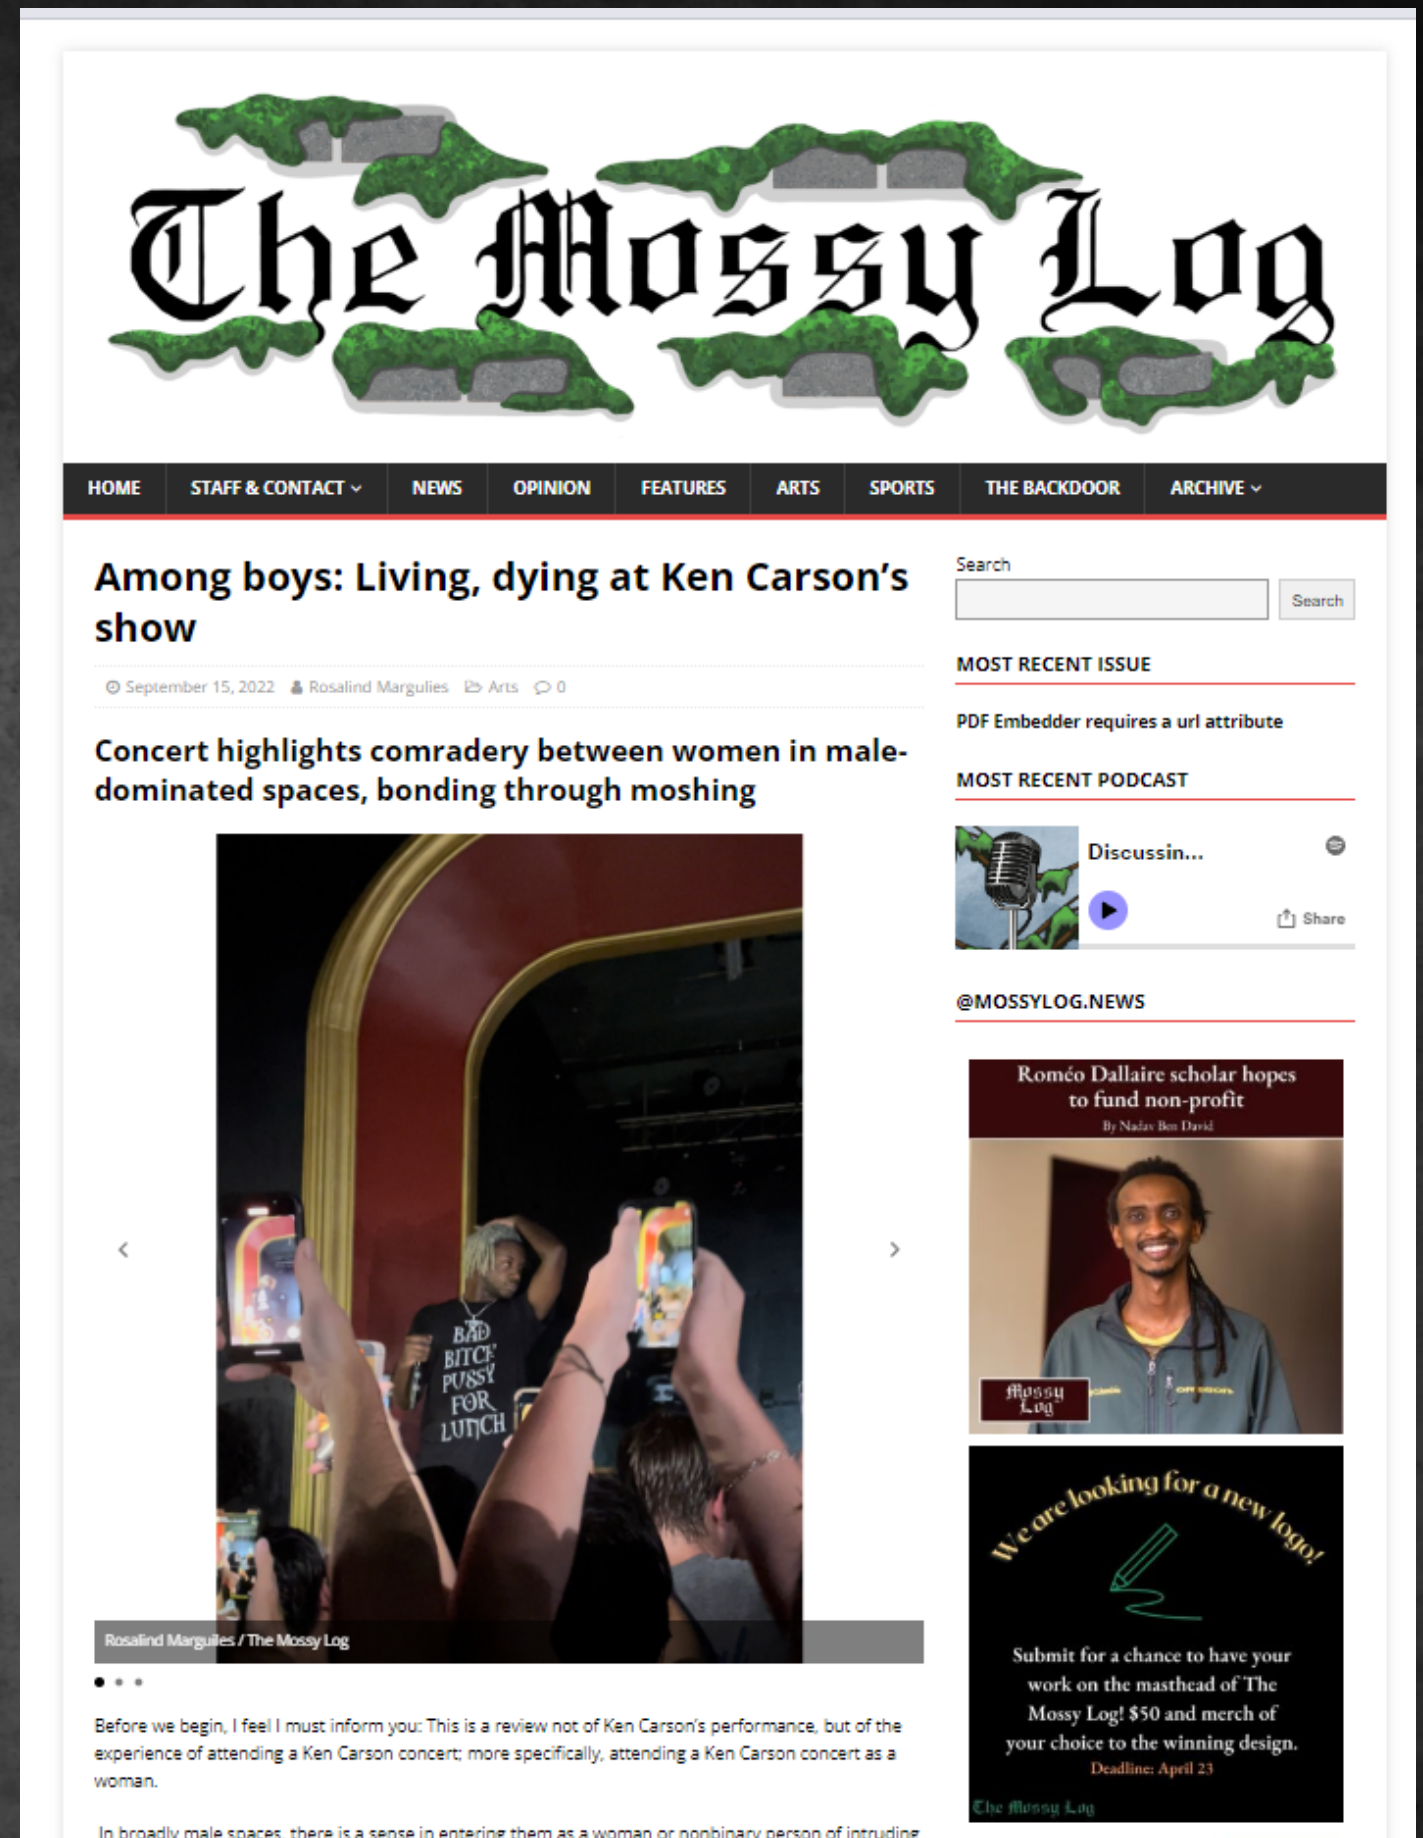 The Mossy Log
HOME
STAFF & CONTACT
NEWS
OPINION
FEATURES
ARTS
SPORTS
THE BACKDOOR
ARCHIVE
Among boys: Living, dying at Ken Carson’s
show
September 15, 2022 Rosalind Margulies Arts 0
Concert highlights comradery between women in male-
dominated spaces, bonding through moshing
BAD
BITCH
PUSSY
FOR
LUNCH
Rosalind Marguiles / The Mossy Log
Before we begin, I feel I must inform you: This is a review not of Ken Carson’s performance, but of the
experience of attending a Ken Carson concert; more specifically, attending a Ken Carson concert as a
woman.
In broadly male spaces, there is a sense in entering them as a woman or nonbinary person of intruding
Search
Search
MOST RECENT ISSUE
PDF Embedder requires a url attribute
MOST RECENT PODCAST
Discussin...
Share
@MOSSYLOG.NEWS
Roméo Dallaire scholar hopes
to fund non-profit
By Nadav Ben David
Mossy
Log
We are looking for a new logo!
Submit for a chance to have your
work on the masthead of The
Mossy Log! $50 and merch of
your choice to the winning design.
Deadline: April 23
The Mossy Log